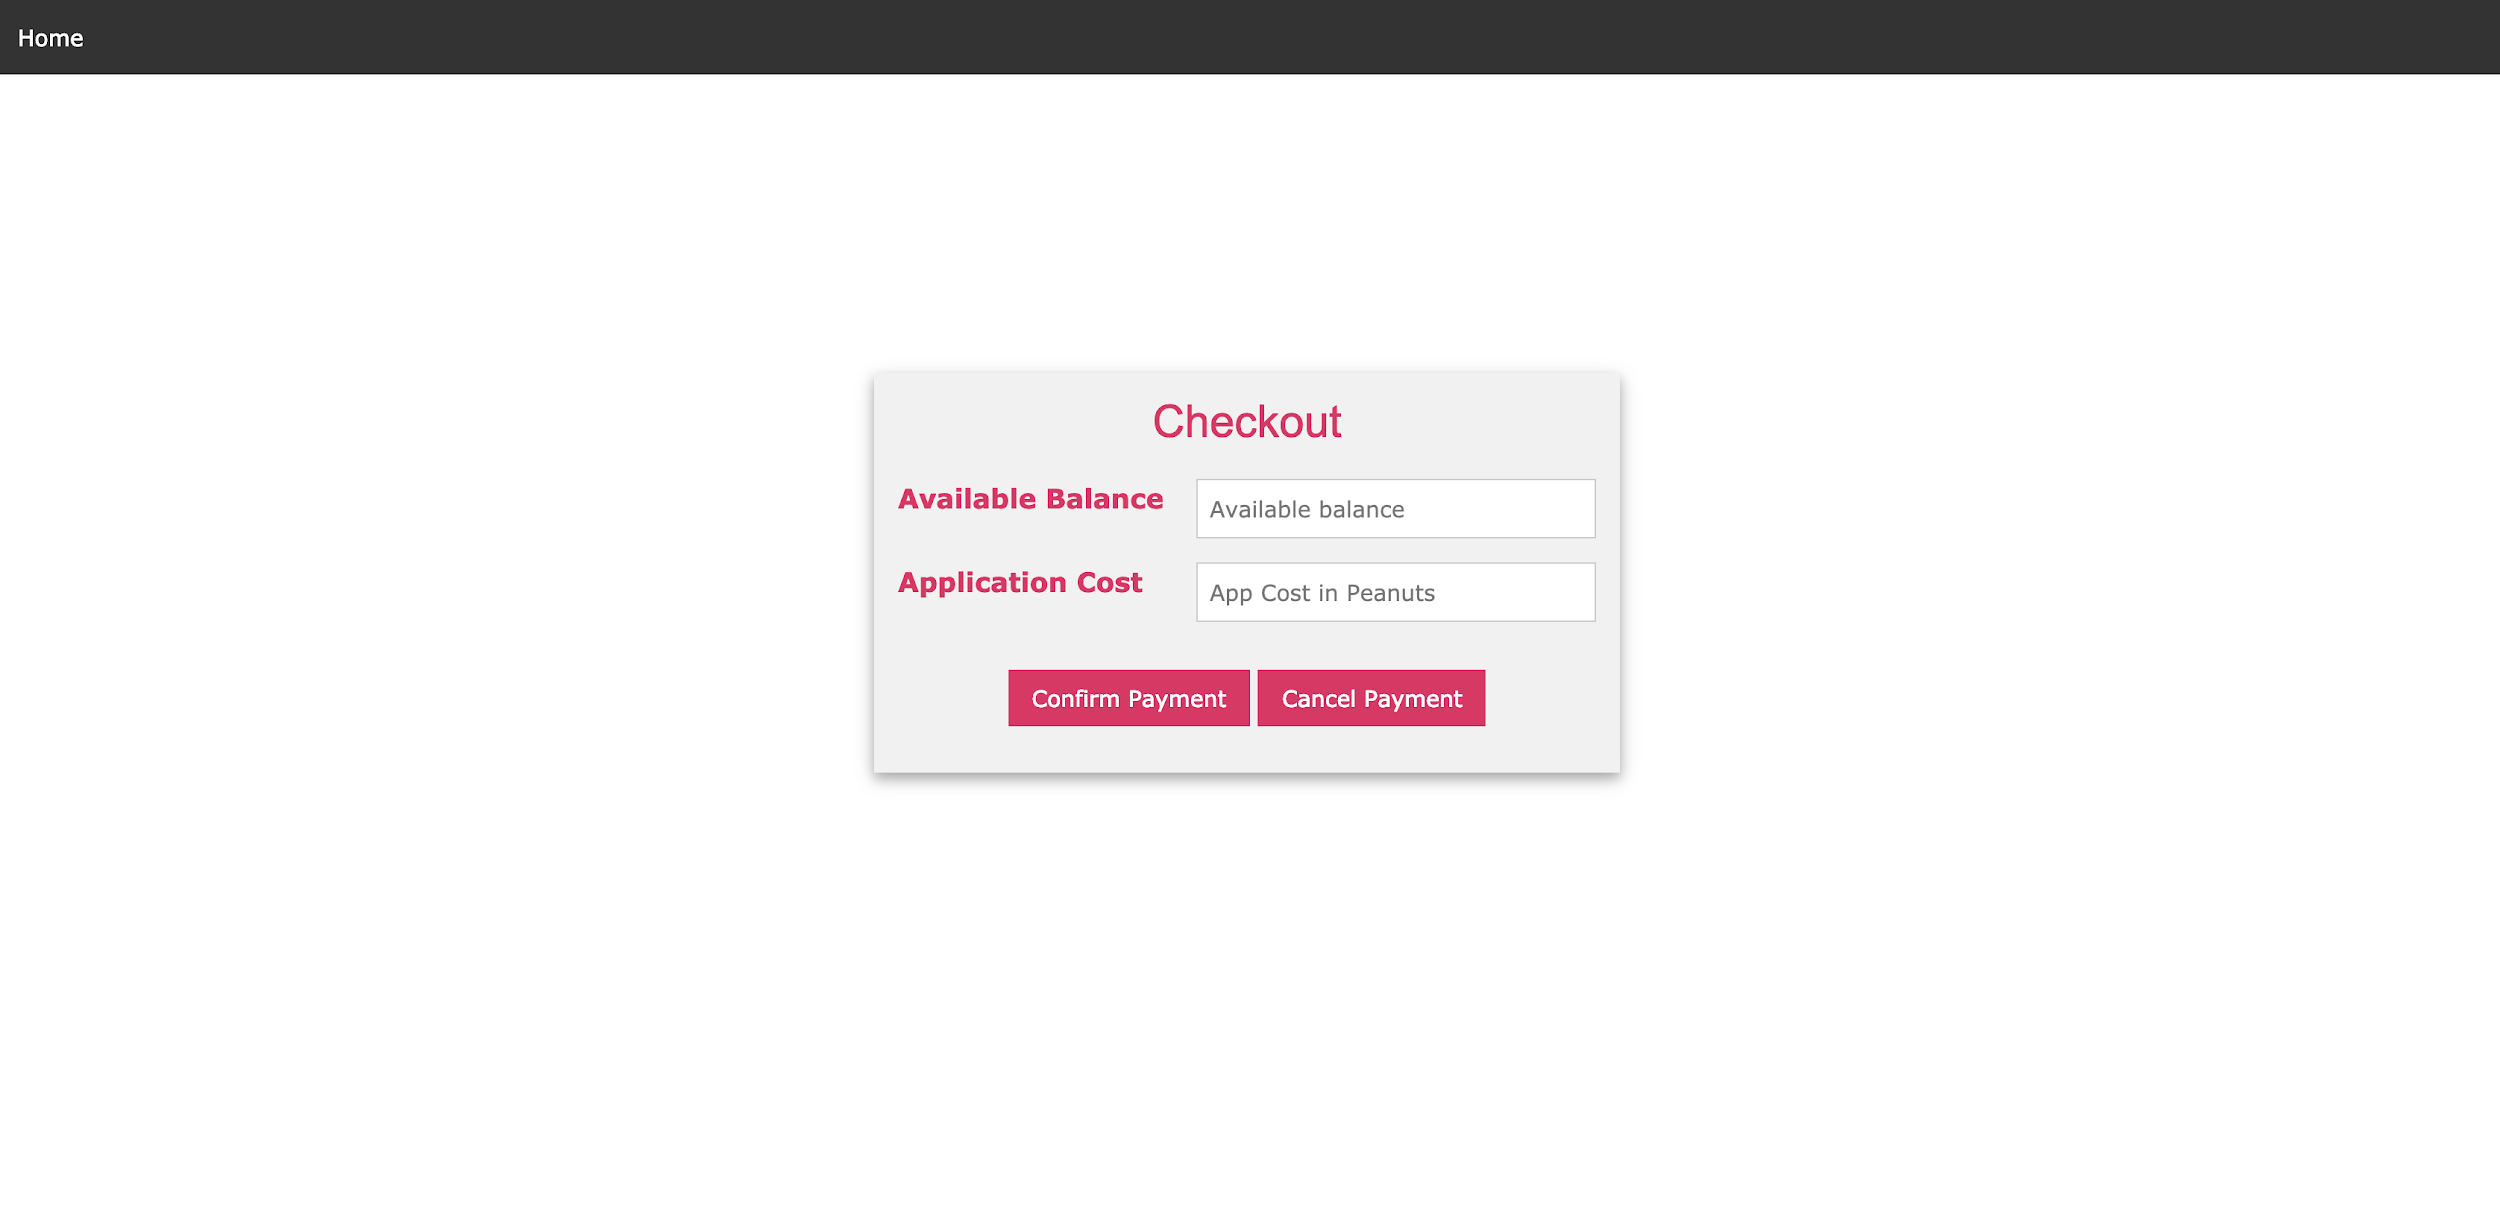 Home
Checkout
Available Balance
Available balance
Application Cost
App Cost in Peanuts
Confirm Payment
Cancel Payment